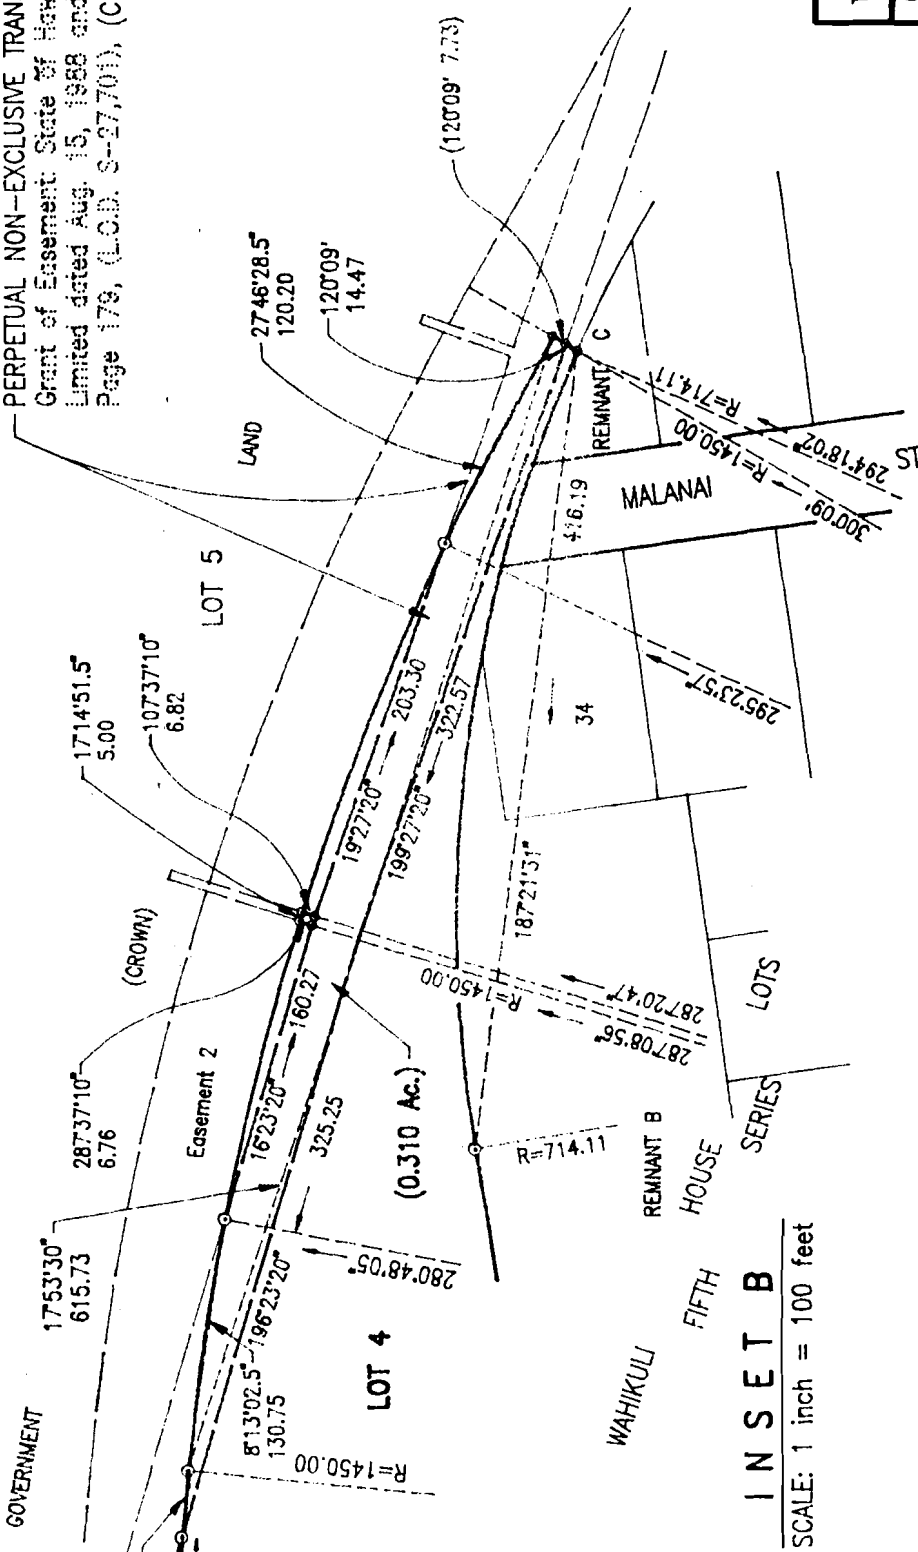 PERPETUAL NON-EXCLUSIVE TRAN
Grant of Easement: State of Haw
Limited dated Aug. 15, 1988 and
Page 179, (L.O.D. S-27,701), (C
(120°09' 7.73)
27°46'28.5"
120.20
120°09'
14.47
LAND
LOT 5
17°14'51.5"
5.00
107°37'10"
6.82
(CROWN)
287°37'10"
6.76
Easement 2
17°53'30"
615.73
GOVERNMENT
C
REMNANT
MALANAI
ST
R=714.11
294°18'02"
R=1450.00
300°09'
416.19
203.30
19°27'20"
322.57
199°27'20"
295°23'57"
34
187°21'31"
160.27
16°23'20"
325.25
196°23'20"
(0.310 Ac.)
R=1450.00
287°20'47"
287°08'56"
LOTS
R=714.11
REMNANT B
HOUSE
SERIES
FIFTH
WAHIKULI
280°48'05"
8°13'02.5"
130.75
LOT 4
R=1450.00
INSET B
SCALE: 1 inch = 100 feet